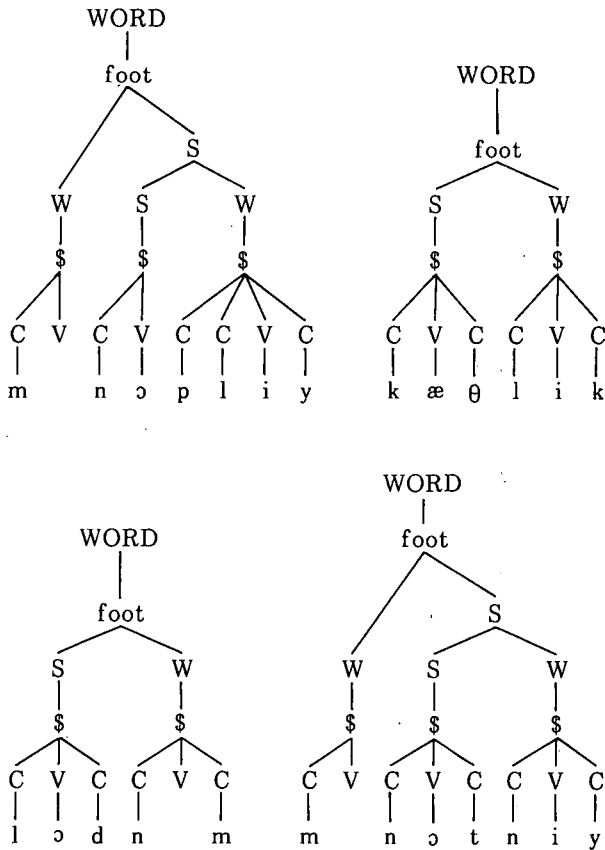 WORD
foot
S
W S W
$ $ $
C V C V C C V C
m n ɔ p l i y
WORD
foot
S W
$ $
C V C C V C
k æ θ l i k
WORD
foot
S W
$ $
C V C C V C
l ɔ d n m
WORD
foot
S
W S W
$ $ $
C V C V C C V C
m n ɔ t n i y